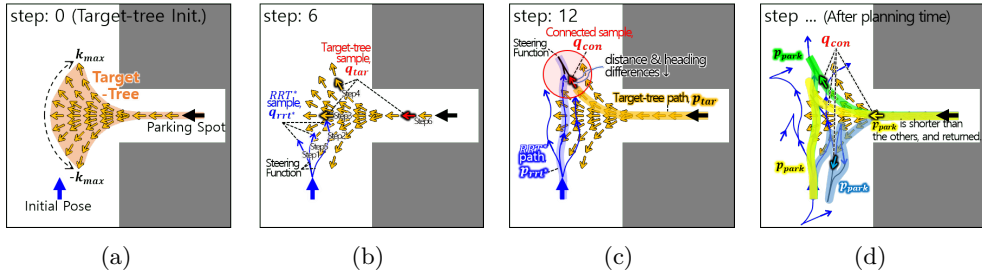 step: 0 (Target-tree Init.)
k_max
Target
-Tree
Parking Spot
-k_max
Initial Pose
(a)
step: 6
Target-tree
sample,
q_tar
RRT*
sample,
q_rrt*
Step4
Step6
Steering
Function
(b)
step: 12
Connected sample,
q_con
Steering
Function
distance & heading
differences ↓
Target-tree path, p_tar
RRT*
path
p_rrt*
(c)
step ... (After planning time)
q_con
p_park
p_park is shorter than
the others, and returned.
p_park
p_park
(d)